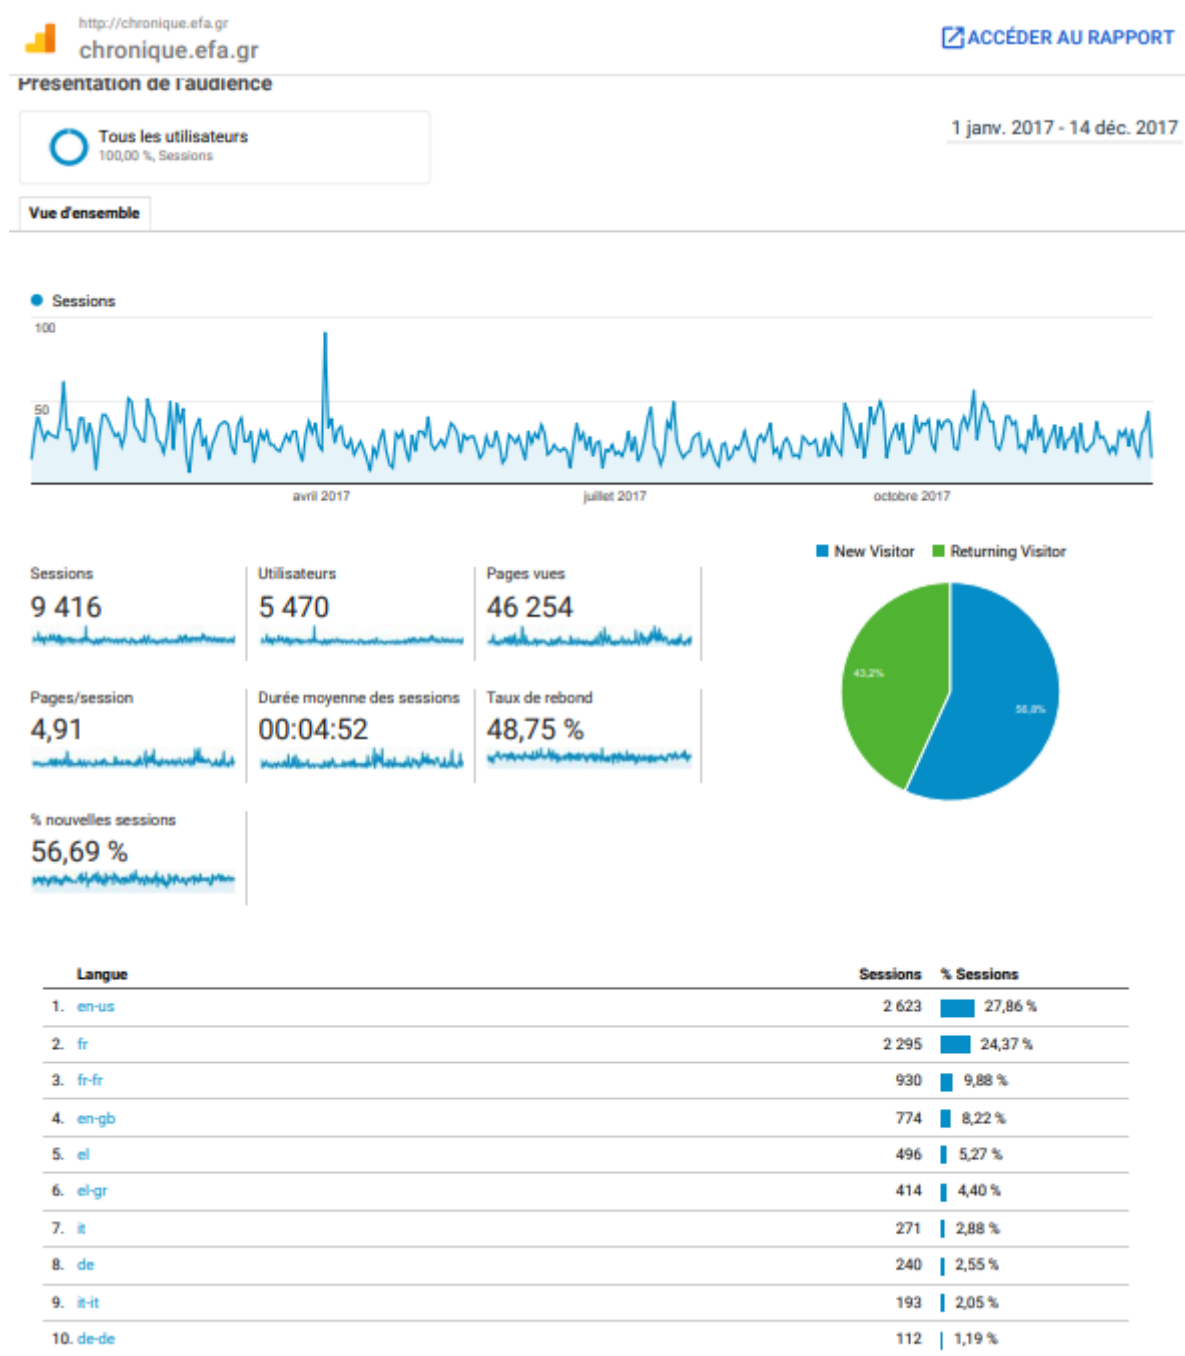 http://chronique.efa.gr
chronique.efa.gr
ACCÉDER AU RAPPORT
Présentation de l'audience
Tous les utilisateurs
100,00 %, Sessions
1 janv. 2017 - 14 déc. 2017
Vue d'ensemble
Sessions
100
50
avril 2017 juillet 2017 octobre 2017
New Visitor Returning Visitor
Sessions Utilisateurs Pages vues
9 416 5 470 46 254
43,2%
56,8%
Pages/session Durée moyenne des sessions Taux de rebond
4,91 00:04:52 48,75 %
% nouvelles sessions
56,69 %
Langue Sessions % Sessions
1. en-us 2 623 27,86 %
2. fr 2 295 24,37 %
3. fr-fr 930 9,88 %
4. en-gb 774 8,22 %
5. el 496 5,27 %
6. el-gr 414 4,40 %
7. it 271 2,88 %
8. de 240 2,55 %
9. it-it 193 2,05 %
10. de-de 112 1,19 %